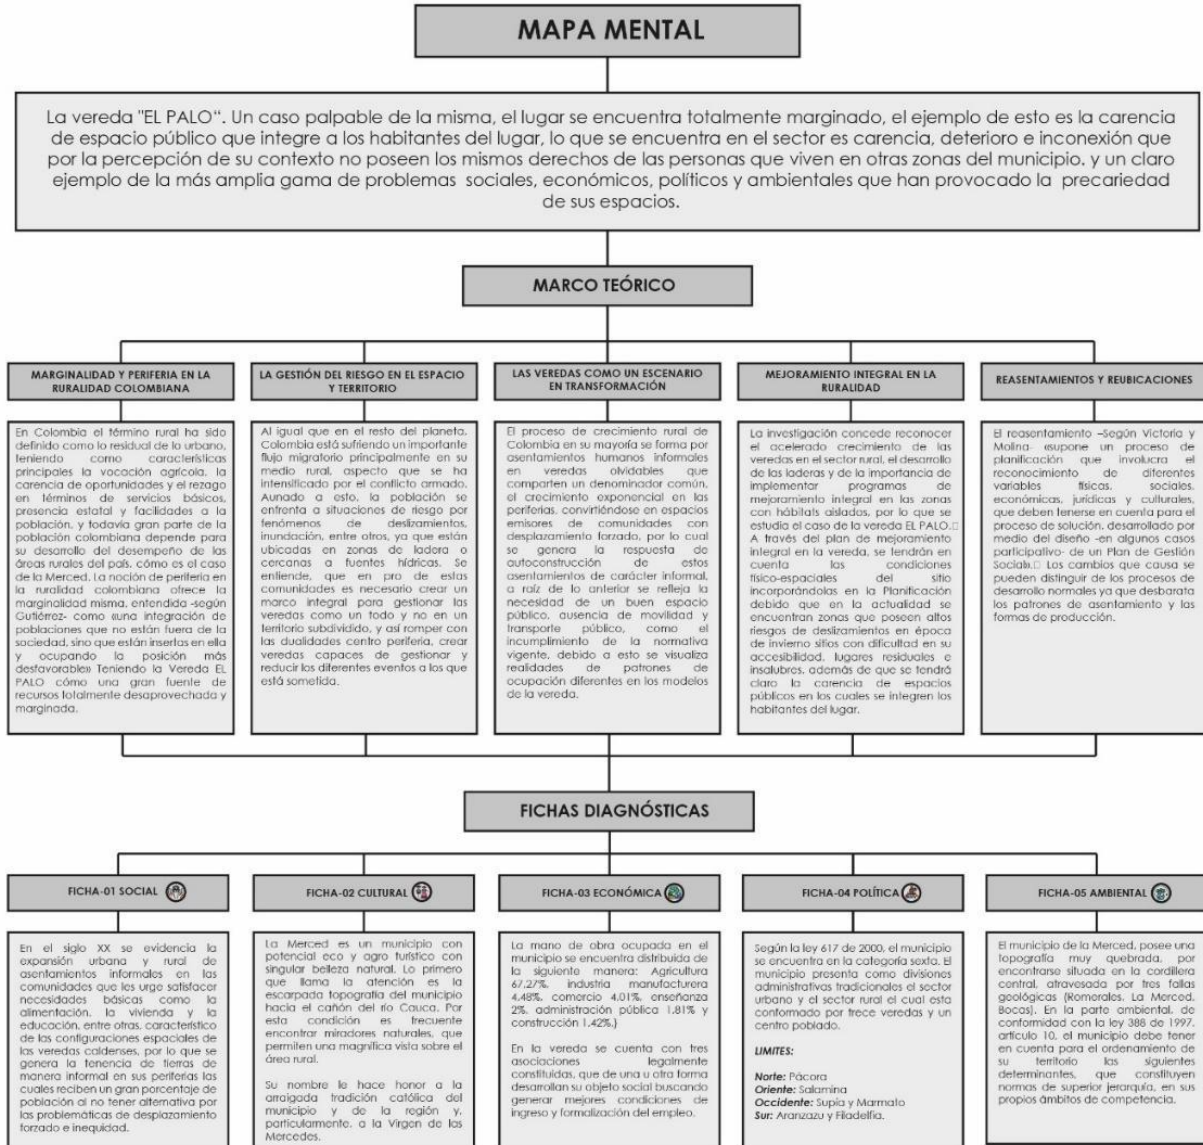 MAPA MENTAL
La vereda "EL PALO“. Un caso palpable de la misma, el lugar se encuentra totalmente marginado, el ejemplo de esto es la carencia
de espacio público que integre a los habitantes del lugar, lo que se encuentra en el sector es carencia, deterioro e inconexión que
por la percepción de su contexto no poseen los mismos derechos de las personas que viven en otras zonas del municipio. y un claro
ejemplo de la más amplia gama de problemas sociales, económicos, políticos y ambientales que han provocado la precariedad
de sus espacios.
MARCO TEÓRICO
MARGINALIDAD Y PERIFERIA EN LA
RURALIDAD COLOMBIANA
En Colombia el término rural ha sido
definido como lo residual de lo urbano,
teniendo como características
principales la vocación agrícola, la
carencia de oportunidades y el rezago
en términos de servicios básicos,
presencia estatal y facilidades a la
población, y todavía gran parte de la
población colombiana depende para
su desarrollo del desempeño de las
áreas rurales del país, cómo es el caso
de la Merced. La noción de periferia en
la ruralidad colombiana ofrece la
marginalidad misma, entendida -según
Gutiérrez- como «una integración de
poblaciones que no están fuera de la
sociedad, sino que están insertas en ella
y ocupando la posición más
desfavorable» Teniendo la Vereda EL
PALO cómo una gran fuente de
recursos totalmente desaprovechada y
marginada.
LA GESTIÓN DEL RIESGO EN EL ESPACIO
Y TERRITORIO
Al igual que en el resto del planeta,
Colombia está sufriendo un importante
flujo migratorio principalmente en su
medio rural, aspecto que se ha
intensificado por el conflicto armado.
Aunado a esto, la población se
enfrenta a situaciones de riesgo por
fenómenos de deslizamientos,
inundación, entre otros, ya que están
ubicadas en zonas de ladera o
cercanas a fuentes hídricas. Se
entiende, que en pro de estas
comunidades es necesario crear un
marco integral para gestionar las
veredas como un todo y no en un
territorio subdividido, y así romper con
las dualidades centro periferia, crear
veredas capaces de gestionar y
reducir los diferentes eventos a los que
está sometida.
LAS VEREDAS COMO UN ESCENARIO
EN TRANSFORMACIÓN
El proceso de crecimiento rural de
Colombia en su mayoría se forma por
asentamientos humanos informales
en veredas olvidables que
comparten un denominador común,
el crecimiento exponencial en las
periferias, convirtiéndose en espacios
emisores de comunidades con
desplazamiento forzado, por lo cual
se genera la respuesta de
autoconstrucción de estos
asentamientos de carácter informal,
a raíz de lo anterior se refleja la
necesidad de un buen espacio
público, ausencia de movilidad y
transporte público, como el
incumplimiento de la normativa
vigente, debido a esto se visualiza
realidades de patrones de
ocupación diferentes en los modelos
de la vereda.
MEJORAMIENTO INTEGRAL EN LA
RURALIDAD
La investigación concede reconocer
el acelerado crecimiento de las
veredas en el sector rural, el desarrollo
de las laderas y de la importancia de
implementar programas de
mejoramiento integral en las zonas
con hábitats aislados, por lo que se
estudia el caso de la vereda EL PALO.□
A través del plan de mejoramiento
integral en la vereda, se tendrán en
cuenta las condiciones
físico-espaciales del sitio
incorporándolas en la Planificación
debido que en la actualidad se
encuentran zonas que poseen altos
riesgos de deslizamientos en época
de invierno sitios con dificultad en su
accesibilidad, lugares residuales e
insalubres, además de que se tendrá
claro la carencia de espacios
públicos en los cuales se integren los
habitantes del lugar.
REASENTAMIENTOS Y REUBICACIONES
El reasentamiento –Según Victoria y
Molina- «supone un proceso de
planificación que involucra el
reconocimiento de diferentes
variables físicas, sociales,
económicas, jurídicas y culturales,
que deben tenerse en cuenta para el
proceso de solución, desarrollado por
medio del diseño -en algunos casos
participativo- de un Plan de Gestión
Social».□ Los cambios que causa se
pueden distinguir de los procesos de
desarrollo normales ya que desbarata
los patrones de asentamiento y las
formas de producción.
FICHAS DIAGNÓSTICAS
FICHA-01 SOCIAL
En el siglo XX se evidencia la
expansión urbana y rural de
asentamientos informales en las
comunidades que les urge satisfacer
necesidades básicas como la
alimentación, la vivienda y la
educación, entre otras, característico
de las configuraciones espaciales de
las veredas caldenses, por lo que se
genera la tenencia de tierras de
manera informal en sus periferias las
cuales reciben un gran porcentaje de
población al no tener alternativa por
las problemáticas de desplazamiento
forzado e inequidad.
FICHA-02 CULTURAL
La Merced es un municipio con
potencial eco y agro turístico con
singular belleza natural. Lo primero
que llama la atención es la
escarpada topografía del municipio
hacia el cañón del río Cauca. Por
esta condición es frecuente
encontrar miradores naturales, que
permiten una magnífica vista sobre el
área rural.
Su nombre le hace honor a la
arraigada tradición católica del
municipio y de la región y,
particularmente, a la Virgen de las
Mercedes.
FICHA-03 ECONÓMICA
La mano de obra ocupada en el
municipio se encuentra distribuida de
la siguiente manera: Agricultura
67,27%, industria manufacturera
4,48%, comercio 4,01%, enseñanza
2%, administración pública 1,81% y
construcción 1,42%.)
En la vereda se cuenta con tres
asociaciones legalmente
constituidas, que de una u otra forma
desarrollan su objeto social buscando
generar mejores condiciones de
ingreso y formalización del empleo.
FICHA-04 POLÍTICA
Según la ley 617 de 2000, el municipio
se encuentra en la categoría sexta. El
municipio presenta como divisiones
administrativas tradicionales el sector
urbano y el sector rural el cual esta
conformado por trece veredas y un
centro poblado.
LIMITES:
Norte: Pácora
Oriente: Salamina
Occidente: Supía y Marmato
Sur: Aranzazu y Filadelfia.
FICHA-05 AMBIENTAL
El municipio de la Merced, posee una
topografía muy quebrada, por
encontrarse situada en la cordillera
central, atravesada por tres fallas
geológicas (Romerales, La Merced,
Bocas). En la parte ambiental, de
conformidad con la ley 388 de 1997,
artículo 10, el municipio debe tener
en cuenta para el ordenamiento de
su territorio las siguientes
determinantes, que constituyen
normas de superior jerarquía, en sus
propios ámbitos de competencia.